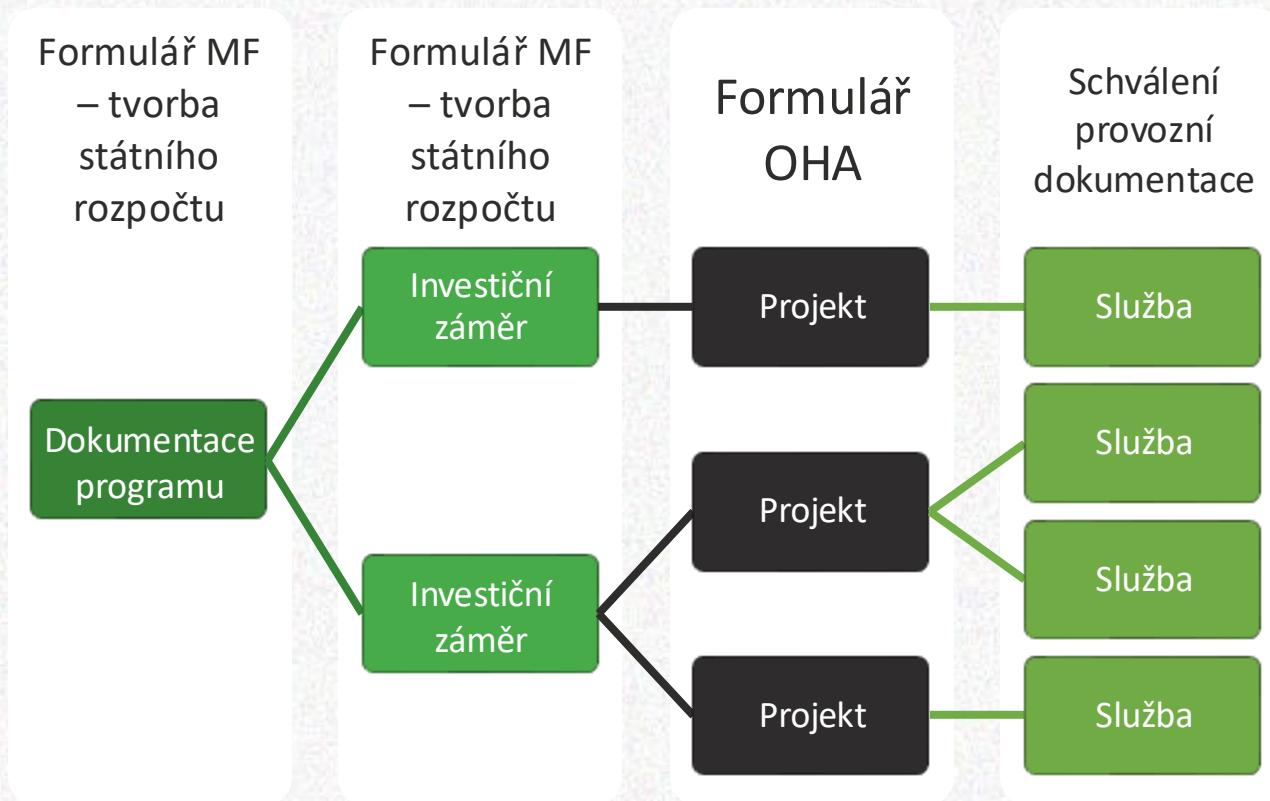 Formulář MF
– tvorba
státního
rozpočtu
Formulář MF
– tvorba
státního
rozpočtu
Formulář
OHA
Schválení
provozní
dokumentace
Dokumentace
programu
Investiční
záměr
Investiční
záměr
Projekt
Projekt
Projekt
Služba
Služba
Služba
Služba